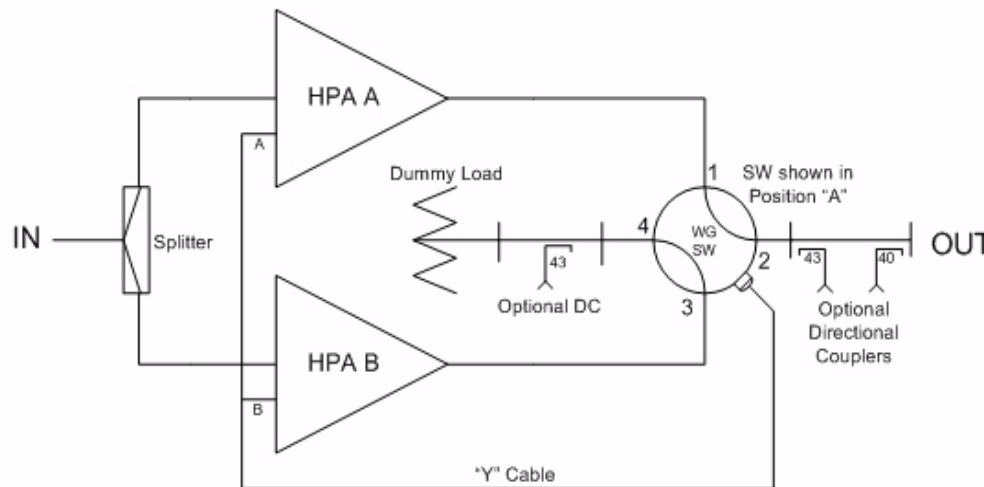 HPA A
A
Dummy Load
1
SW shown in
Position "A"
IN
Splitter
4
WG
SW
2
OUT
43
Optional DC
3
43
40
Optional
Directional
Couplers
HPA B
B
"Y" Cable